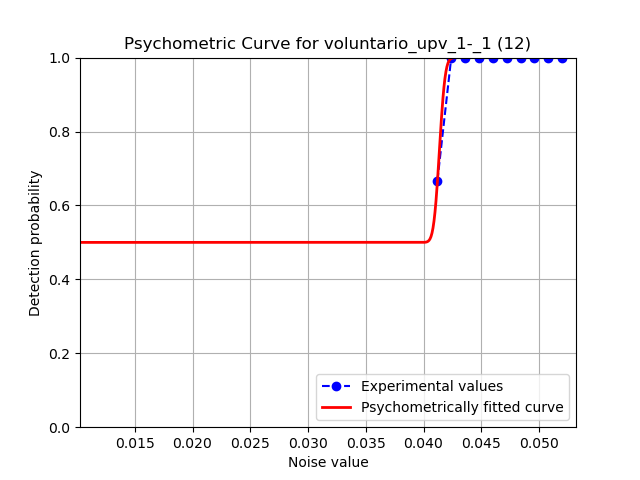 Psychometric Curve for voluntario_upv_1-_1 (12)
1.0
0.8
0.6
0.4
0.2
0.0
Detection probability
Experimental values
Psychometrically fitted curve
0.015 0.020 0.025 0.030 0.035 0.040 0.045 0.050
Noise value